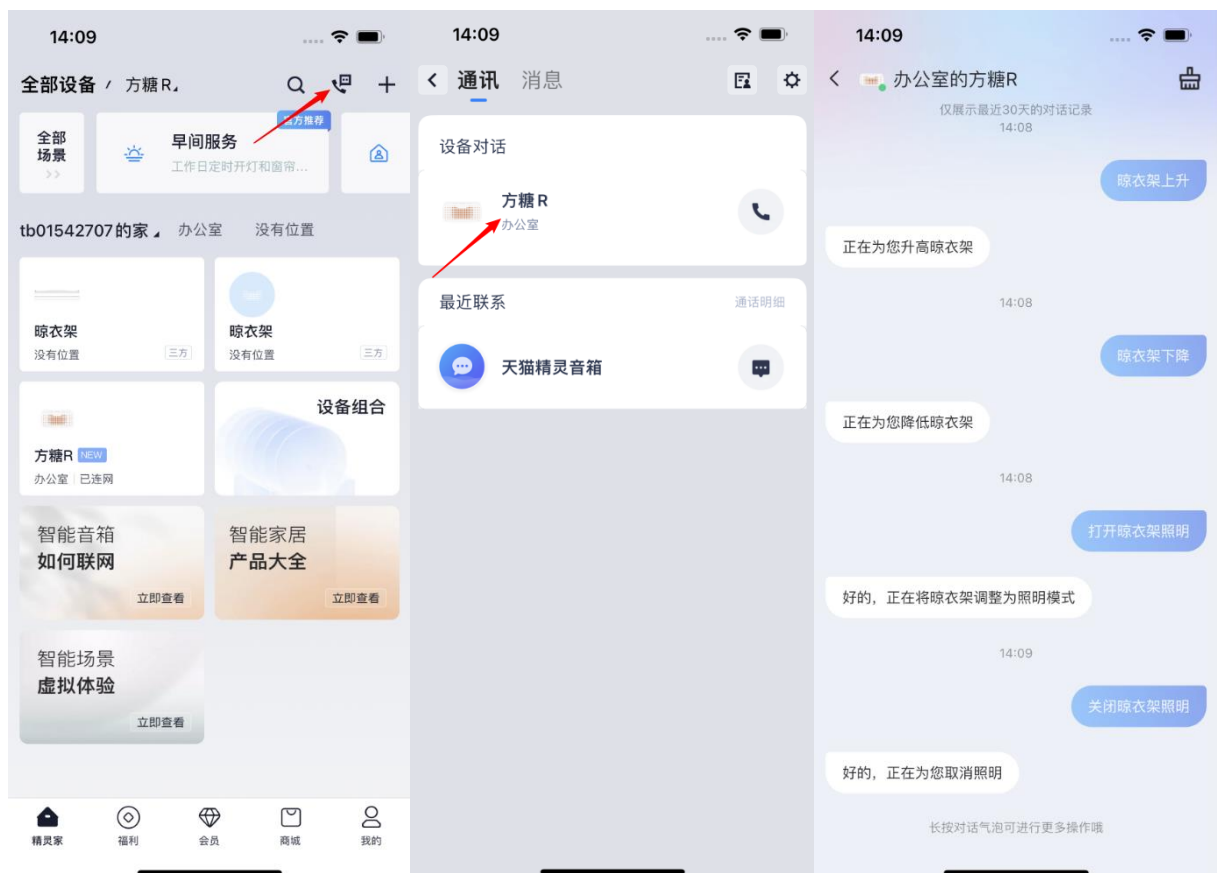 14:09
全部设备 / 方糖 R
官方推荐
全部
场景
>>
早间服务
工作日定时开灯和窗帘...
tb01542707的家 办公室 没有位置
晾衣架
没有位置
三方
晾衣架
没有位置
三方
方糖R NEW
办公室 | 已连网
设备组合
智能音箱
如何联网
立即查看
智能家居
产品大全
立即查看
智能场景
虚拟体验
立即查看
精灵家
福利
会员
商城
我的
14:09
通讯 消息
设备对话
方糖 R
办公室
最近联系
通话明细
天猫精灵音箱
14:09
办公室的方糖R
仅展示最近30天的对话记录
14:08
晾衣架上升
正在为您升高晾衣架
14:08
晾衣架下降
正在为您降低晾衣架
14:08
打开晾衣架照明
好的，正在将晾衣架调整为照明模式
14:09
关闭晾衣架照明
好的，正在为您取消照明
长按对话气泡可进行更多操作哦